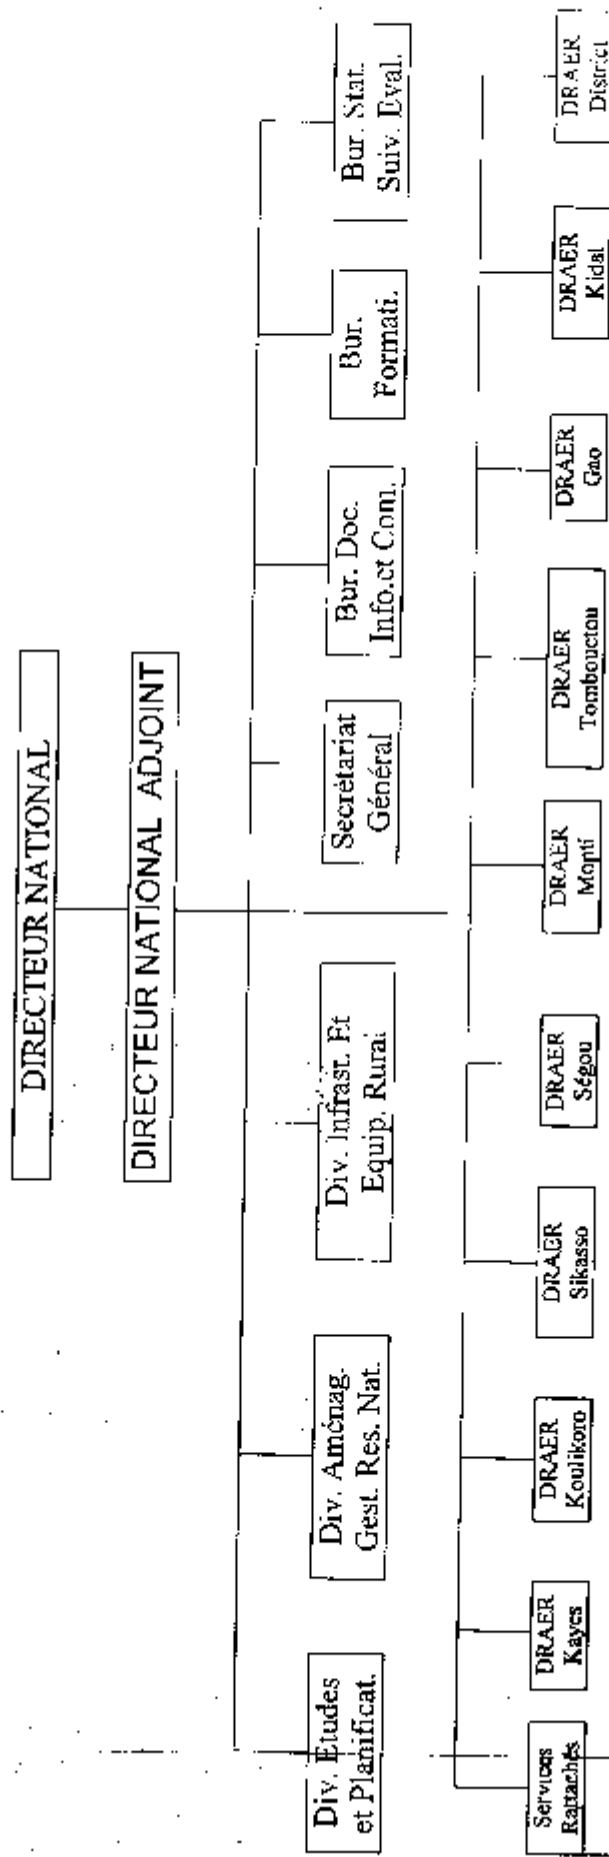 DIRECTEUR NATIONAL
DIRECTEUR NATIONAL ADJOINT
Div. Etudes
et Planificat.
Div. Aménag.
Gest. Res. Nat.
Div. Infrast. Et
Equip. Rural
Secrétariat
Général
Bur. Doc.
Info.et Com.
Bur.
Formati.
Bur. Stat.
Suiv. Eval.
Services
Rattachés
DRAER
Kayes
DRAER
Koulikoro
DRAER
Sikasso
DRAER
Ségou
DRAER
Mopti
DRAER
Tombouctou
DRAER
Gao
DRAER
Kidal
DRAER
District